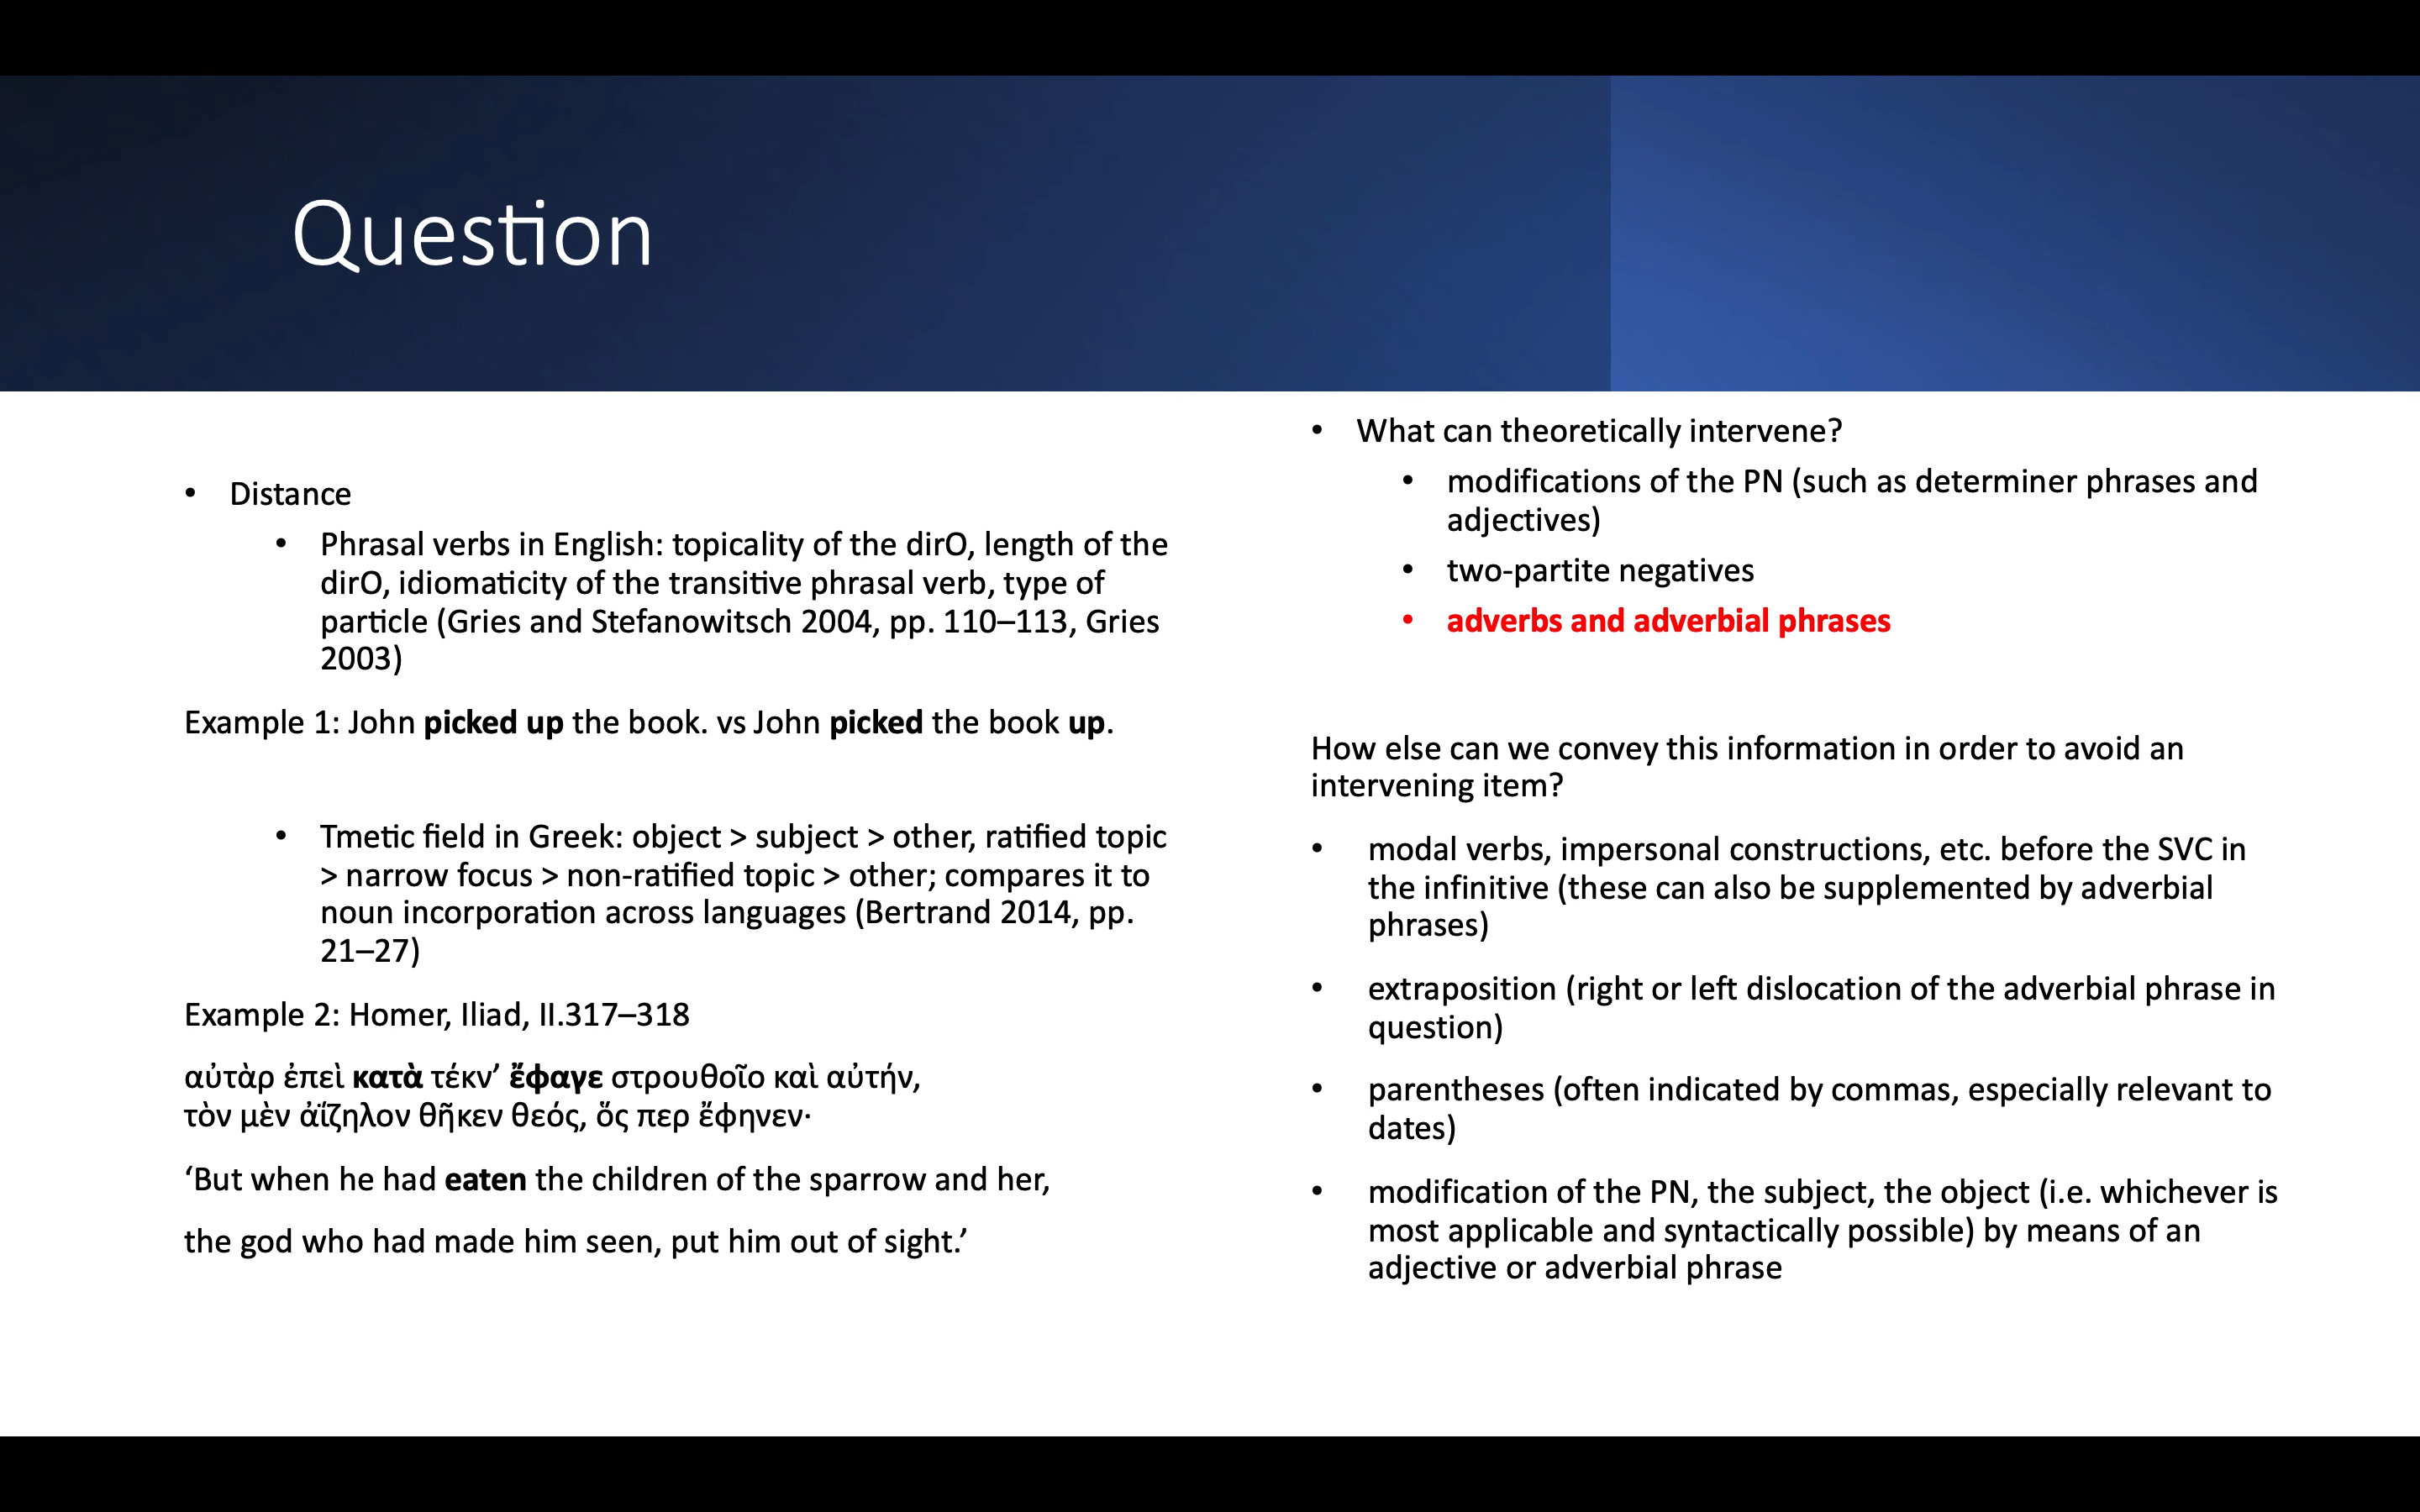 Question
• Distance
• Phrasal verbs in English: topicality of the dirO, length of the
dirO, idiomaticity of the transitive phrasal verb, type of
particle (Gries and Stefanowitsch 2004, pp. 110–113, Gries
2003)
Example 1: John picked up the book. vs John picked the book up.
• Tmetic field in Greek: object > subject > other, ratified topic
> narrow focus > non-ratified topic > other; compares it to
noun incorporation across languages (Bertrand 2014, pp.
21–27)
Example 2: Homer, Iliad, II.317–318
αὐτὰρ ἐπεὶ κατὰ τέκν’ ἔφαγε στρουθοῖο καὶ αὐτήν,
τὸν μὲν ἀΐζηλον θῆκεν θεός, ὅς περ ἔφηνεν·
‘But when he had eaten the children of the sparrow and her,
the god who had made him seen, put him out of sight.’
• What can theoretically intervene?
• modifications of the PN (such as determiner phrases and
adjectives)
• two-partite negatives
• adverbs and adverbial phrases
How else can we convey this information in order to avoid an
intervening item?
• modal verbs, impersonal constructions, etc. before the SVC in
the infinitive (these can also be supplemented by adverbial
phrases)
• extraposition (right or left dislocation of the adverbial phrase in
question)
• parentheses (often indicated by commas, especially relevant to
dates)
• modification of the PN, the subject, the object (i.e. whichever is
most applicable and syntactically possible) by means of an
adjective or adverbial phrase